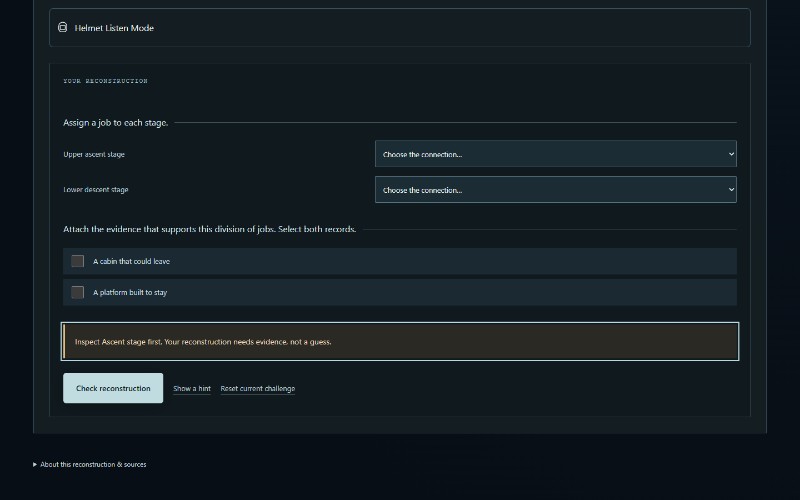 Helmet Listen Mode
YOUR RECONSTRUCTION
Assign a job to each stage.
Upper ascent stage
Choose the connection...
Lower descent stage
Choose the connection...
Attach the evidence that supports this division of jobs. Select both records.
A cabin that could leave
A platform built to stay
Inspect Ascent stage first. Your reconstruction needs evidence, not a guess.
Check reconstruction
Show a hint
Reset current challenge
About this reconstruction & sources